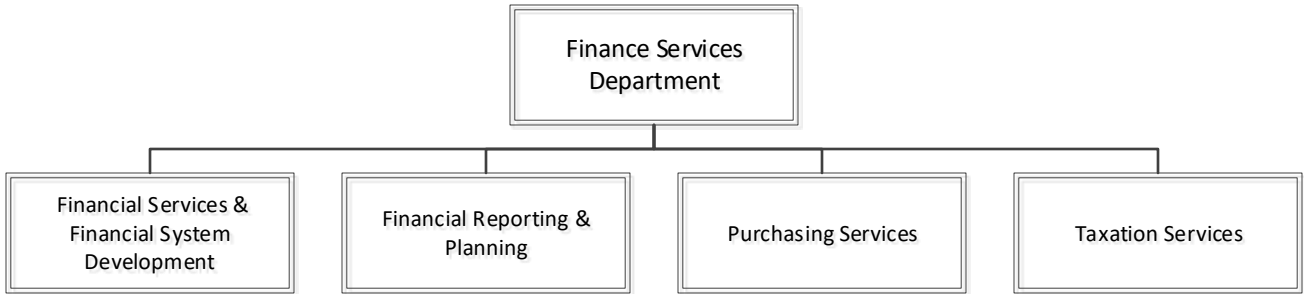 Finance Services
Department
Financial Services &
Financial System
Development
Financial Reporting &
Planning
Purchasing Services
Taxation Services